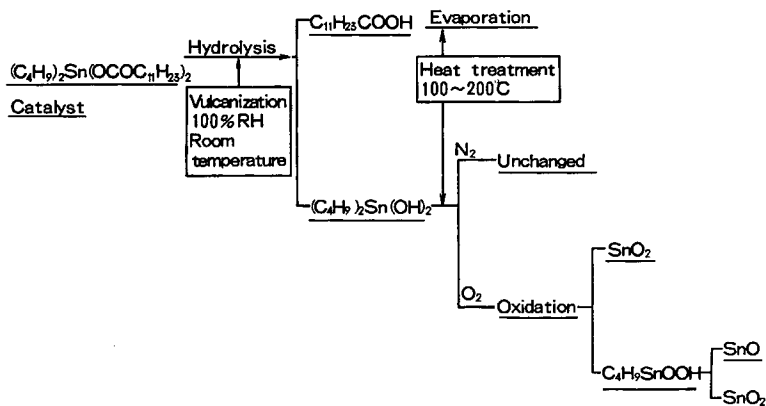 C₁₁H₂₃COOH
Evaporation
Hydrolysis
(C₄H₉)₂Sn(OCOC₁₁H₂₃)₂
Catalyst
Heat treatment
100~200℃
Vulcanization
100%RH
Room
temperature
N₂
Unchanged
(C₄H₉)₂Sn(OH)₂
SnO₂
O₂
Oxidation
SnO
C₄H₉SnOOH
SnO₂